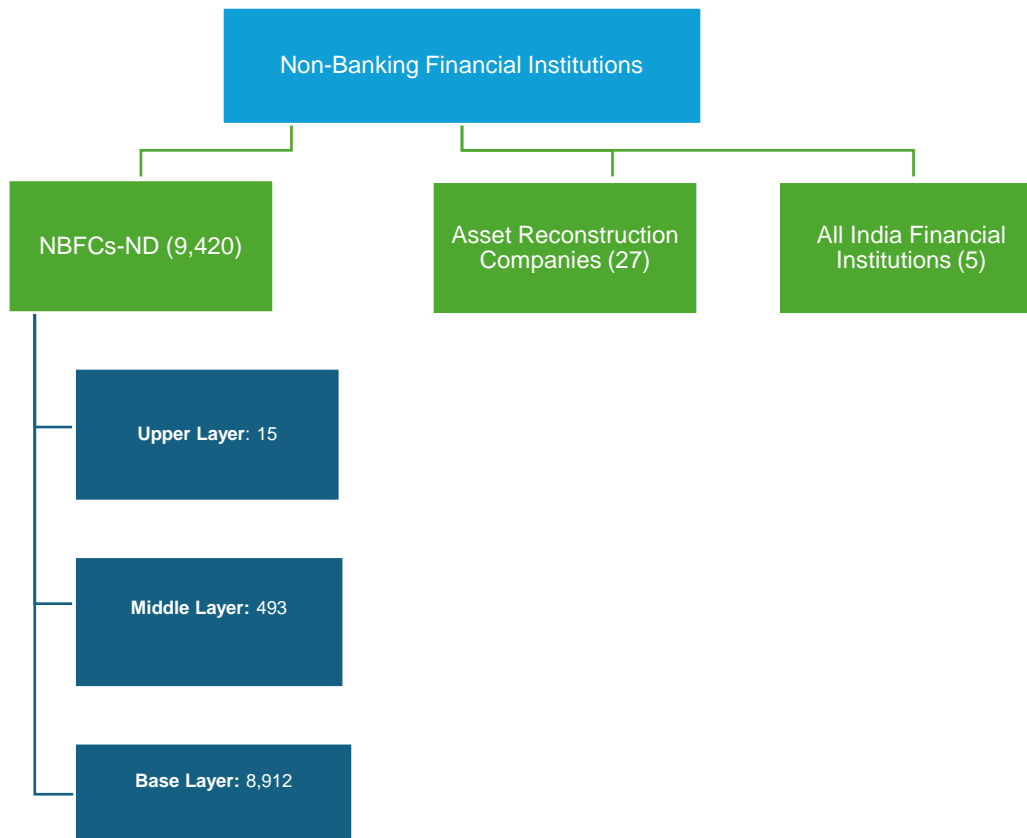 Non-Banking Financial Institutions
NBFCs-ND (9,420)
Asset Reconstruction
Companies (27)
All India Financial
Institutions (5)
Upper Layer: 15
Middle Layer: 493
Base Layer: 8,912